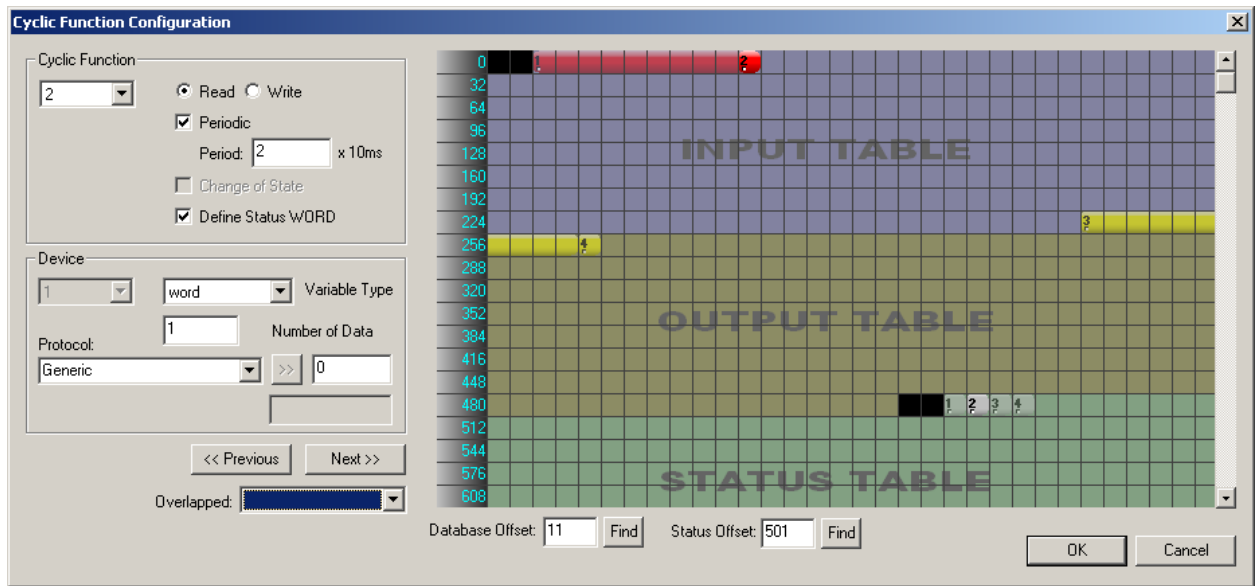 Cyclic Function Configuration
Cyclic Function
2
Read Write
Periodic
Period: 2 x 10ms
Change of State
Define Status WORD
Device
1 word Variable Type
1 Number of Data
Protocol:
Generic >> 0
<< Previous Next >>
Overlapped:
0 1 2
32
64
96
128 INPUT TABLE
160
192
224 3
256 4
288
320
352 OUTPUT TABLE
384
416
448
480 1 2 3 4
512
544
576 STATUS TABLE
608
Database Offset: 11 Find Status Offset: 501 Find
OK Cancel